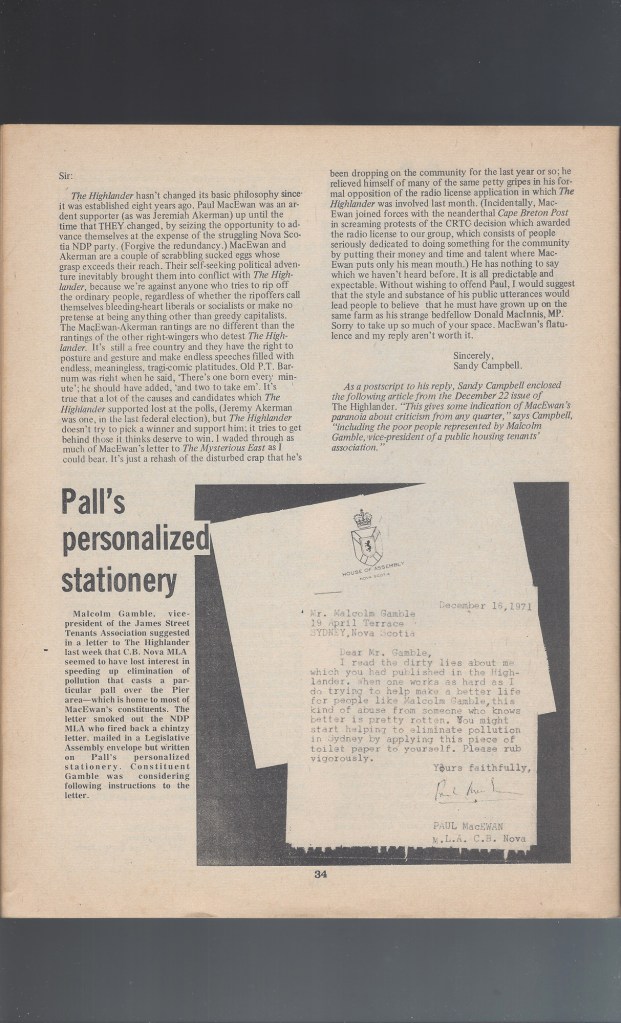 Sir:
The Highlander hasn't changed its basic philosophy since
it was established eight years ago. Paul MacEwan was an ar-
dent supporter (as was Jeremiah Akerman) up until the
time that THEY changed, by seizing the opportunity to ad-
vance themselves at the expense of the struggling Nova Sco-
tia NDP party. (Forgive the redundancy.) MacEwan and
Akerman are a couple of scrabbling sucked eggs whose
grasp exceeds their reach. Their self-seeking political adven-
ture inevitably brought them into conflict with The High-
lander, because we're against anyone who tries to rip off
the ordinary people, regardless of whether the ripoffers call
themselves bleeding-heart liberals or socialists or make no
pretense at being anything other than greedy capitalists.
The MacEwan-Akerman rantings are no different than the
rantings of the other right-wingers who detest The High-
lander. It's still a free country and they have the right to
posture and gesture and make endless speeches filled with
endless, meaningless, tragi-comic platitudes. Old P.T. Bar-
num was right when he said, 'There's one born every min-
ute'; he should have added, 'and two to take em'. It's
true that a lot of the causes and candidates which The
Highlander supported lost at the polls, (Jeremy Akerman
was one, in the last federal election), but The Highlander
doesn't try to pick a winner and support him; it tries to get
behind those it thinks deserve to win. I waded through as
much of MacEwan's letter to The Mysterious East as I
could bear. It's just a rehash of the disturbed crap that he's
been dropping on the community for the last year or so; he
relieved himself of many of the same petty gripes in his for-
mal opposition of the radio license application in which The
Highlander was involved last month. (Incidentally, Mac-
Ewan joined forces with the neanderthal Cape Breton Post
in screaming protests of the CRTC decision which awarded
the radio license to our group, which consists of people
seriously dedicated to doing something for the community
by putting their money and time and talent where Mac-
Ewan puts only his mean mouth.) He has nothing to say
which we haven't heard before. It is all predictable and
expectable. Without wishing to offend Paul, I would suggest
that the style and substance of his public utterances would
lead people to believe that he must have grown up on the
same farm as his strange bedfellow Donald MacInnis, MP.
Sorry to take up so much of your space. MacEwan's flatu-
lence and my reply aren't worth it.
Sincerely,
Sandy Campbell.
As a postscript to his reply, Sandy Campbell enclosed
the following article from the December 22 issue of
The Highlander. "This gives some indication of MacEwan's
paranoia about criticism from any quarter," says Campbell,
"including the poor people represented by Malcolm
Gamble, vice-president of a public housing tenants'
association."
Pall's
personalized
stationery
Malcolm Gamble, vice-
president of the James Street
Tenants Association suggested
in a letter to The Highlander
last week that C.B. Nova MLA
seemed to have lost interest in
speeding up elimination of
pollution that casts a par-
ticular pall over the Pier
area—which is home to most of
MacEwan's constituents. The
letter smoked out the NDP
MLA who fired back a chintzy
letter, mailed in a Legislative
Assembly envelope but written
on Pall's personalized
stationery. Constituent
Gamble was considering
following instructions to the
letter.
HOUSE OF ASSEMBLY
NOVA SCOTIA
December 16,1971
Mr. Malcolm Gamble
19 April Terrace
SYDNEY,Nova Scotia
Dear Mr. Gamble,
I read the dirty lies about me
which you had published in the High-
lander. When one works as hard as I
do trying to help make a better life
for people like Malcolm Gamble,this
kind of abuse from someone who knows
better is pretty rotten. You might
start helping to eliminate pollution
in Sydney by applying this piece of
toilet paper to yourself. Please rub
vigorously.
Yours faithfully,
PAUL MacEWAN
M.L.A. C.B. Nova
34